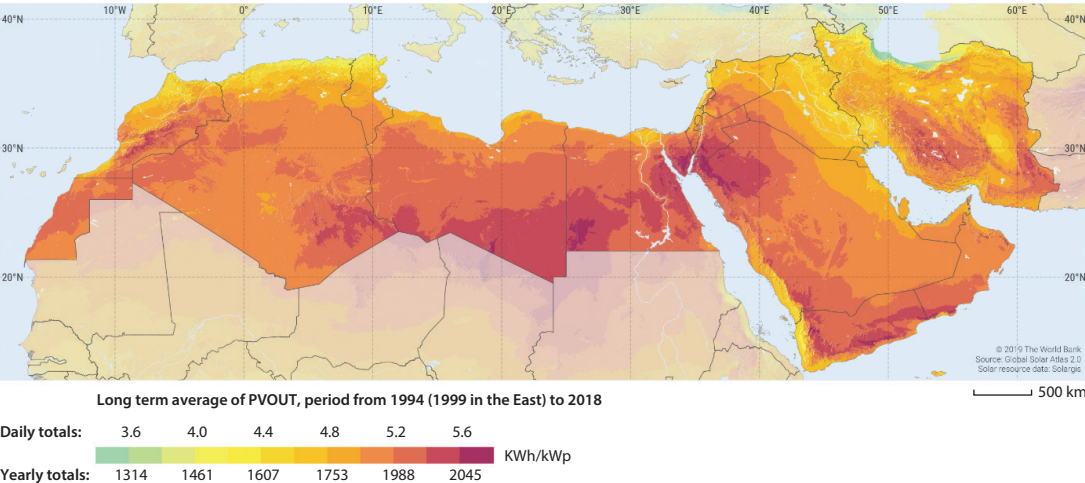 10°W 0° 10°E 20°E 30°E 40°E 50°E 60°E
40°N 40°N
30°N 30°N
20°N 20°N
© 2019 The World Bank
Source: Global Solar Atlas 2.0
Solar resource data: Solargis
500 km
Long term average of PVOUT, period from 1994 (1999 in the East) to 2018
Daily totals: 3.6 4.0 4.4 4.8 5.2 5.6
KWh/kWp
Yearly totals: 1314 1461 1607 1753 1988 2045